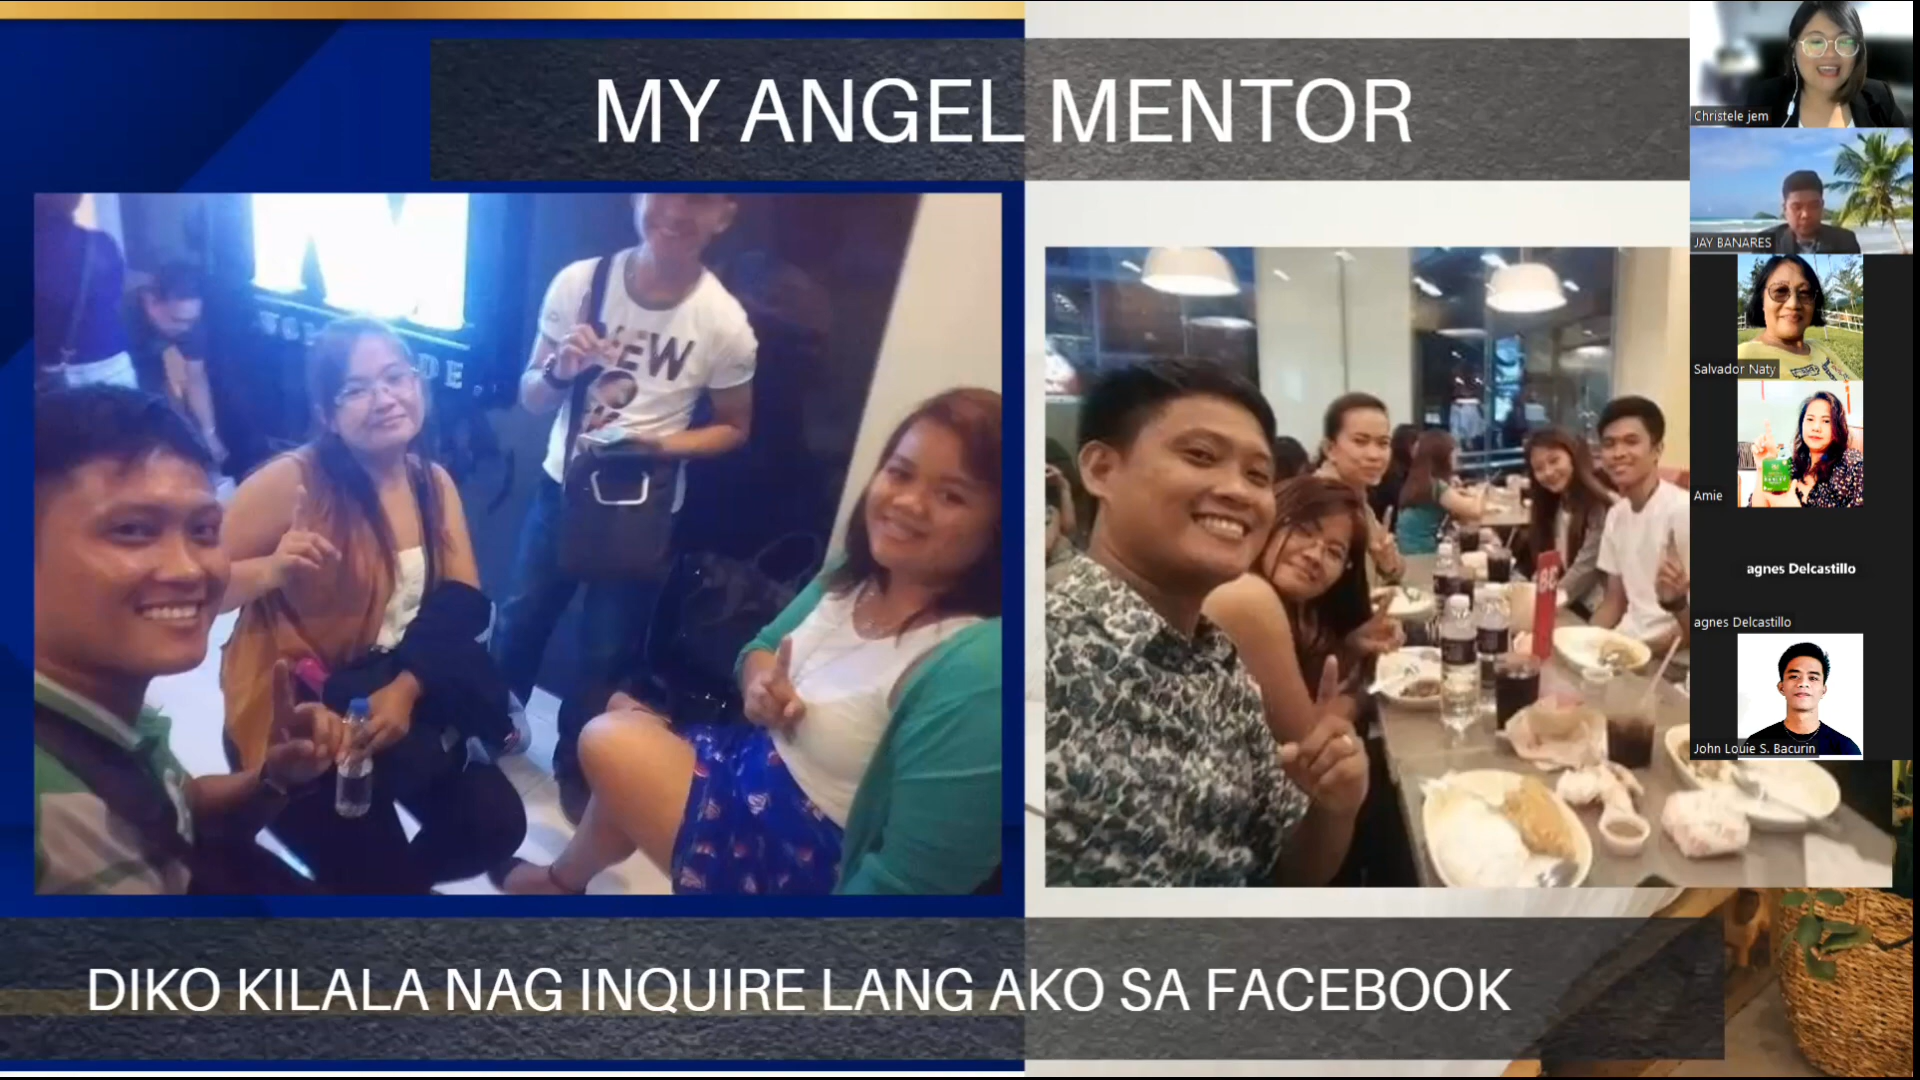 MY ANGEL MENTOR
Christele jem
JAY BANARES
Salvador Naty
Amie
agnes Delcastillo
agnes Delcastillo
John Louie S. Bacurin
DIKO KILALA NAG INQUIRE LANG AKO SA FACEBOOK